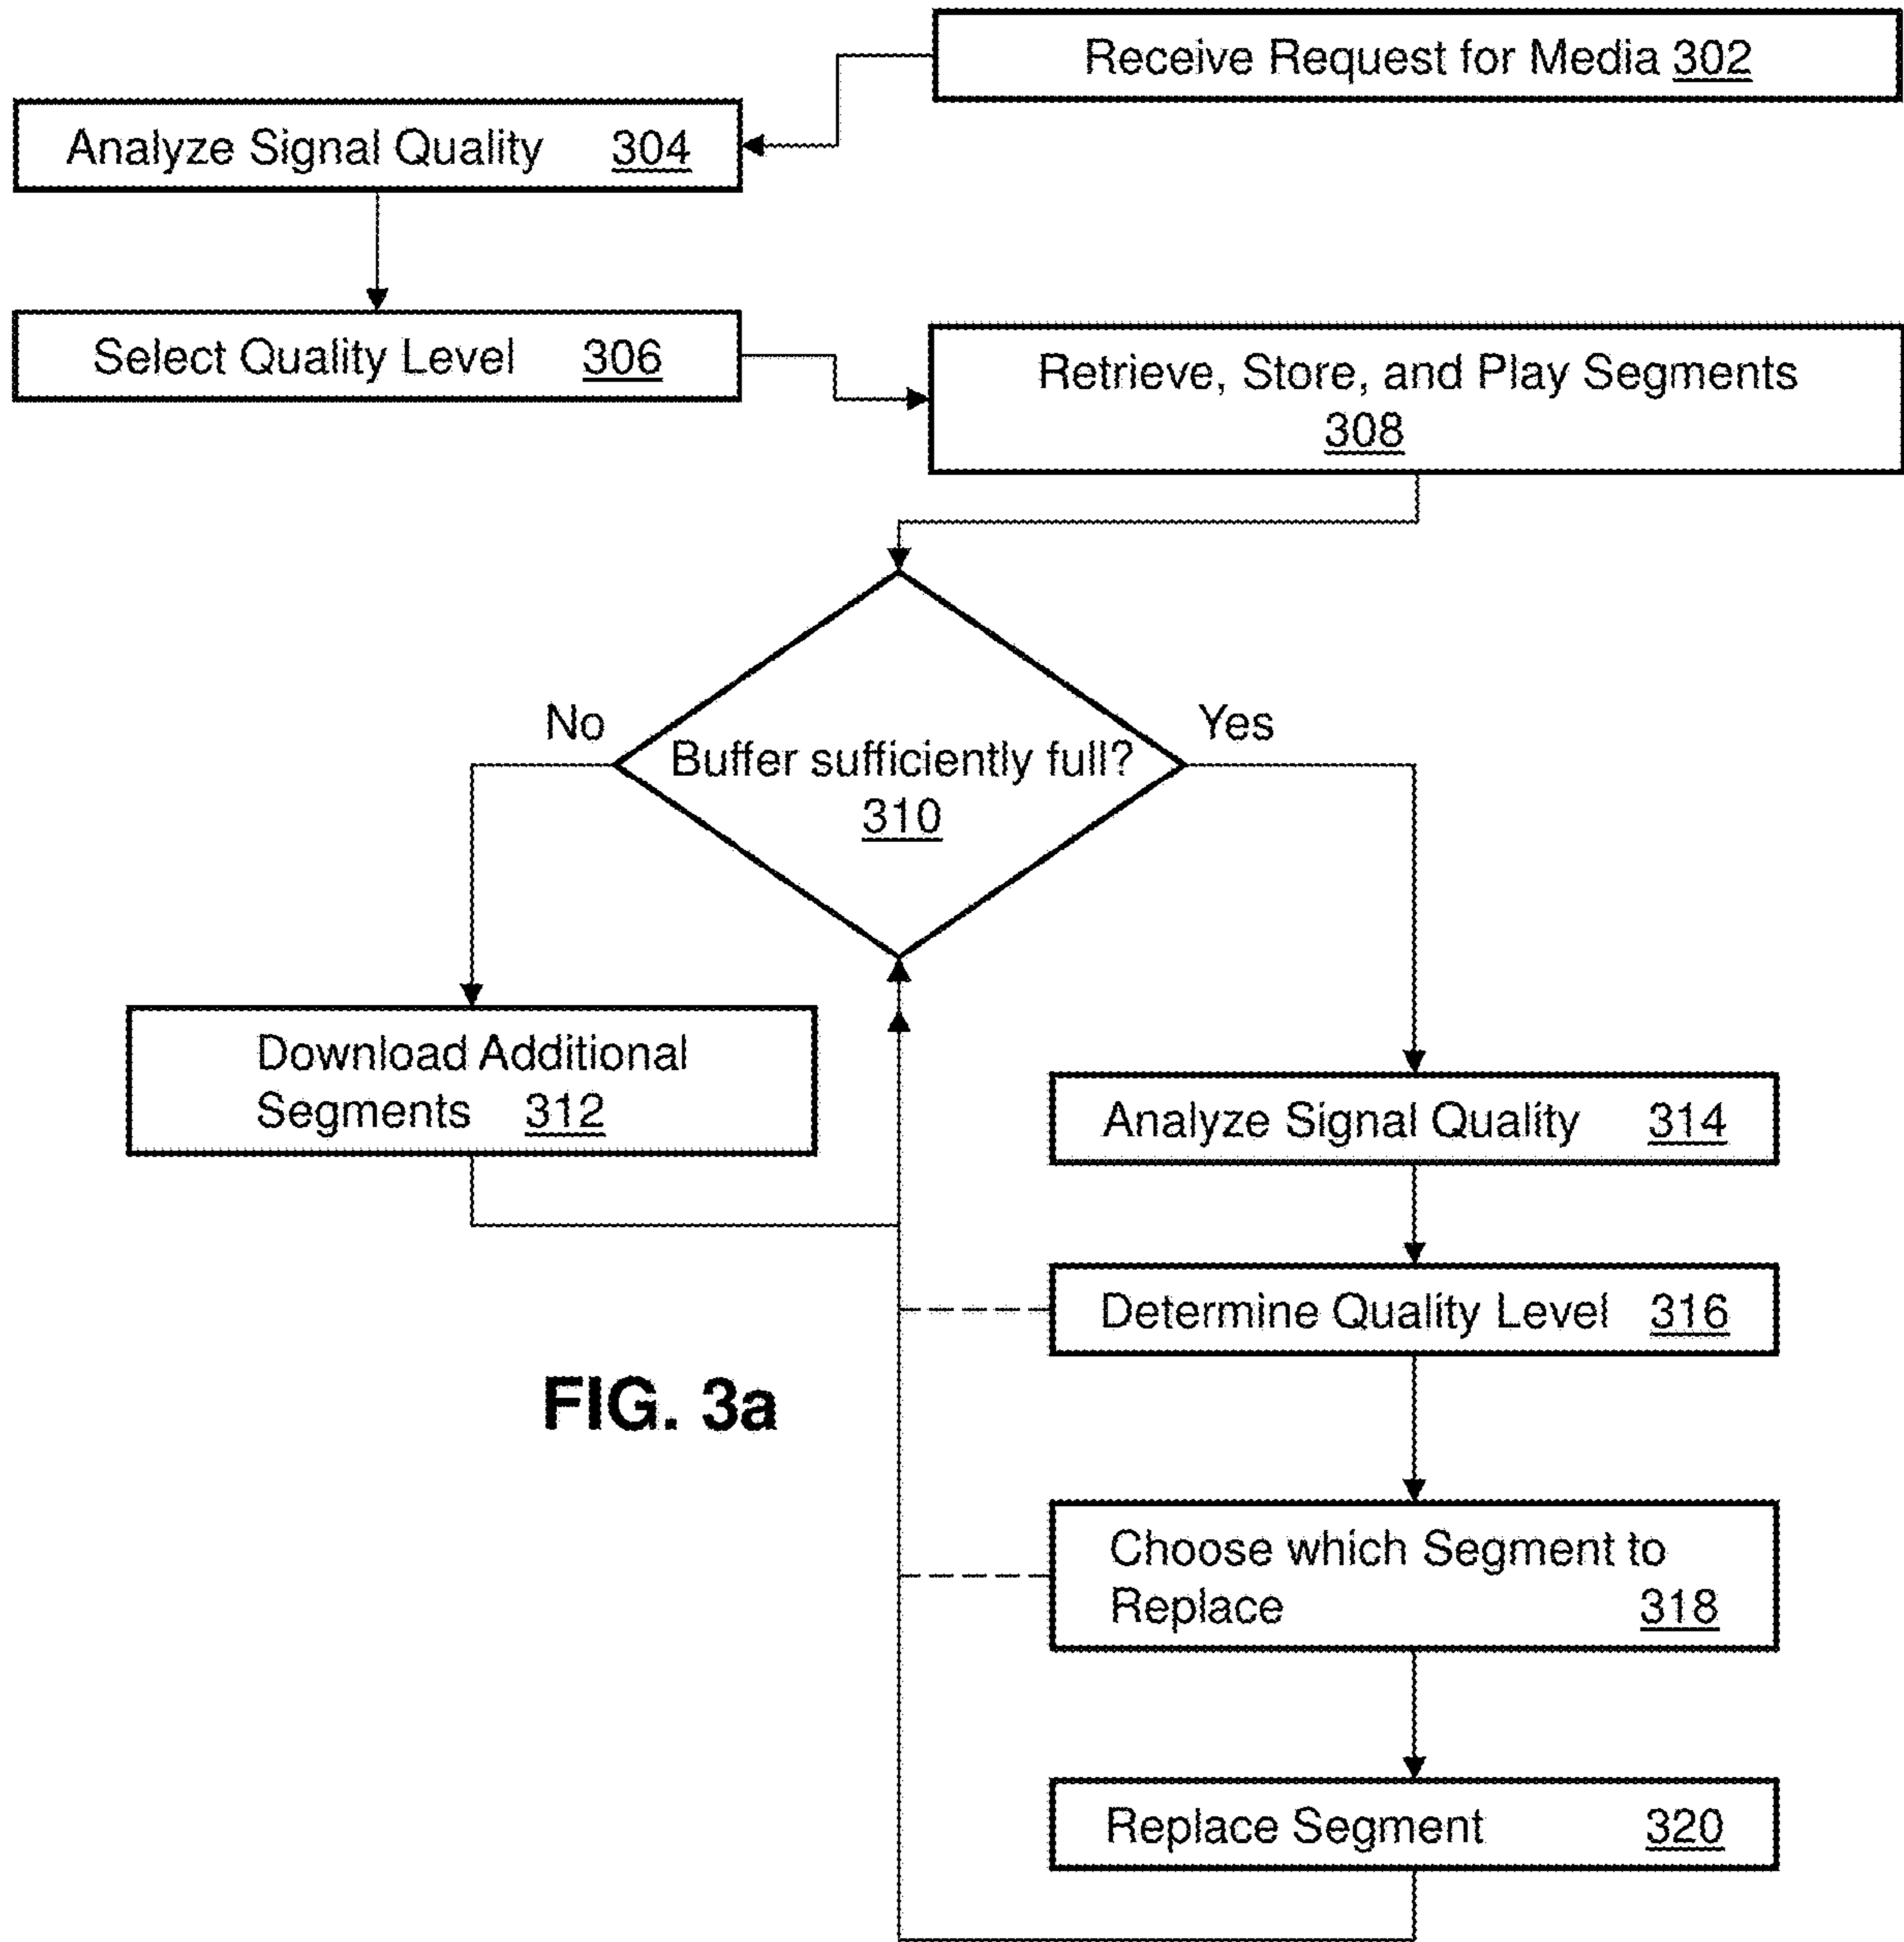 Receive Request for Media 302
Analyze Signal Quality 304
Select Quality Level 306
Retrieve, Store, and Play Segments
308
No
Yes
Buffer sufficiently full?
310
Download Additional
Segments 312
Analyze Signal Quality 314
Determine Quality Level 316
FIG. 3a
Choose which Segment to
Replace 318
Replace Segment 320